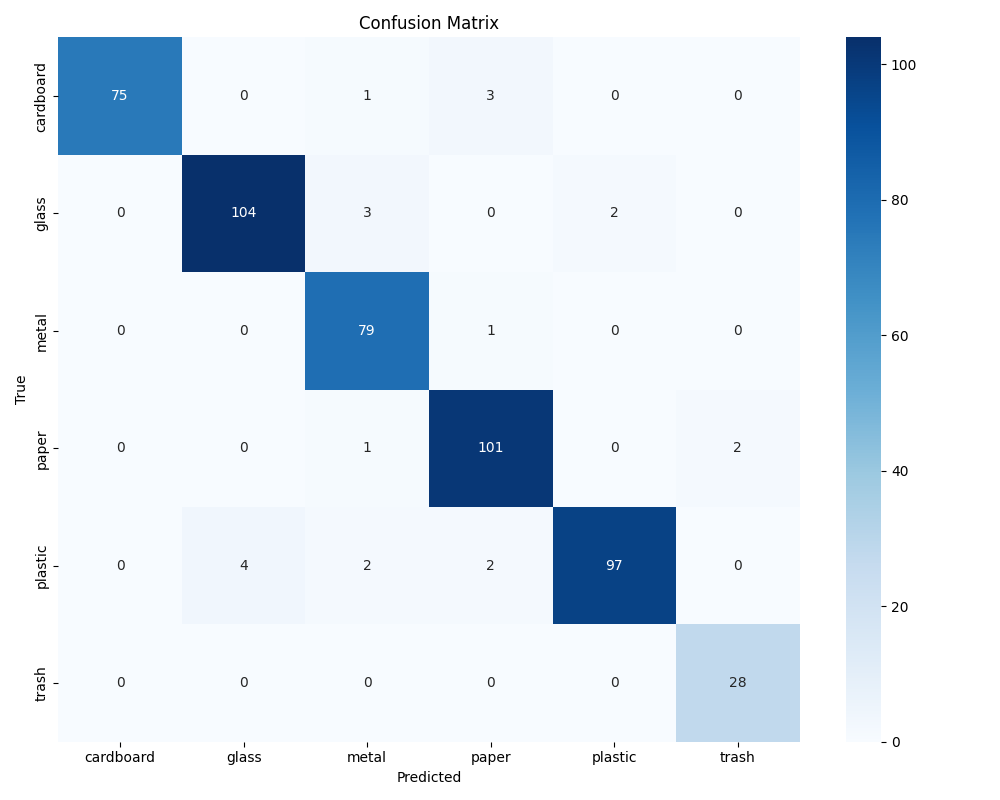 Confusion Matrix
cardboard 75 0 1 3 0 0
glass 0 104 3 0 2 0
metal 0 0 79 1 0 0
paper 0 0 1 101 0 2
plastic 0 4 2 2 97 0
trash 0 0 0 0 0 28
True
cardboard glass metal paper plastic trash
Predicted
100
80
60
40
20
0